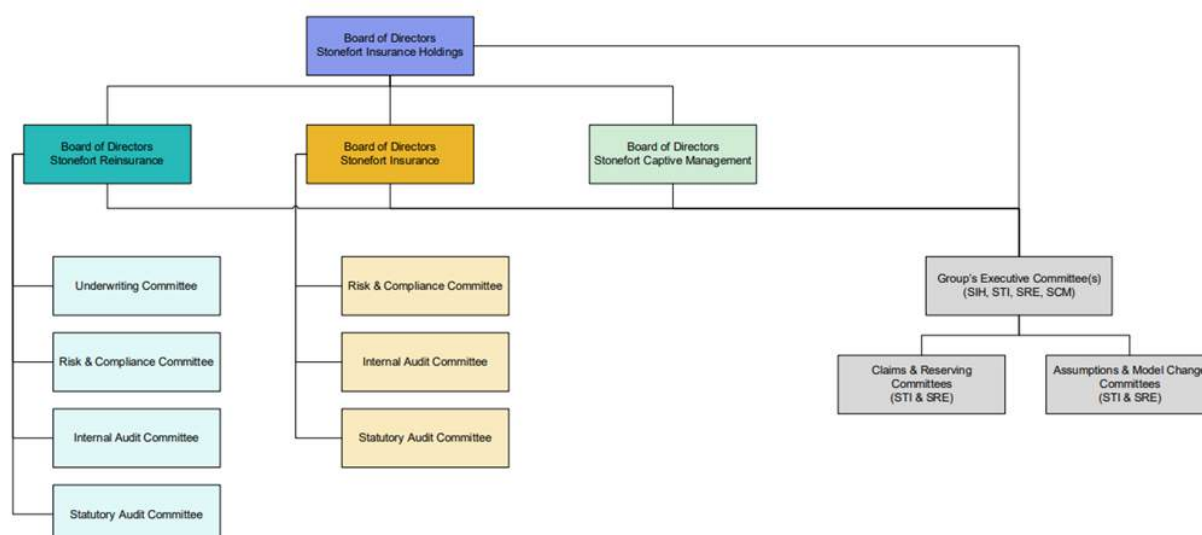 Board of Directors
Stonefort Insurance Holdings
Board of Directors
Stonefort Reinsurance
Board of Directors
Stonefort Insurance
Board of Directors
Stonefort Captive Management
Underwriting Committee
Risk & Compliance Committee
Internal Audit Committee
Statutory Audit Committee
Risk & Compliance Committee
Internal Audit Committee
Statutory Audit Committee
Group's Executive Committee(s)
(SIH, STI, SRE, SCM)
Claims & Reserving
Committees
(STI & SRE)
Assumptions & Model Change
Committees
(STI & SRE)